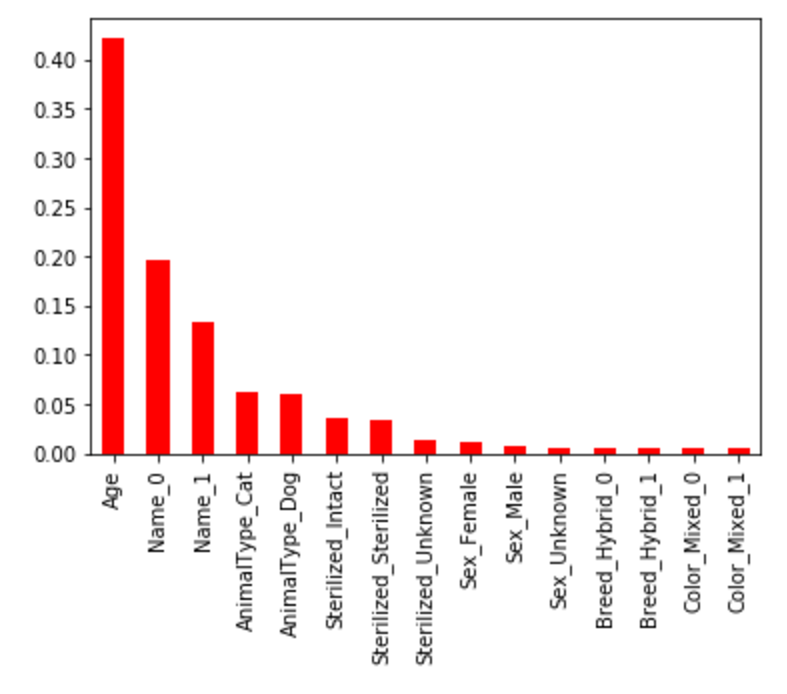 0.40
0.35
0.30
0.25
0.20
0.15
0.10
0.05
0.00
Age
Name_0
Name_1
AnimalType_Cat
AnimalType_Dog
Sterilized_Intact
Sterilized_Sterilized
Sterilized_Unknown
Sex_Female
Sex_Male
Sex_Unknown
Breed_Hybrid_0
Breed_Hybrid_1
Color_Mixed_0
Color_Mixed_1